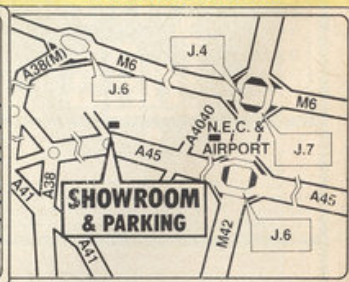 A38(M)
M6
J.4
J.6
M6
A4040
N.E.C. &
AIRPORT
J.7
A45
A41
A38
SHOWROOM
& PARKING
A45
M42
J.6
A41